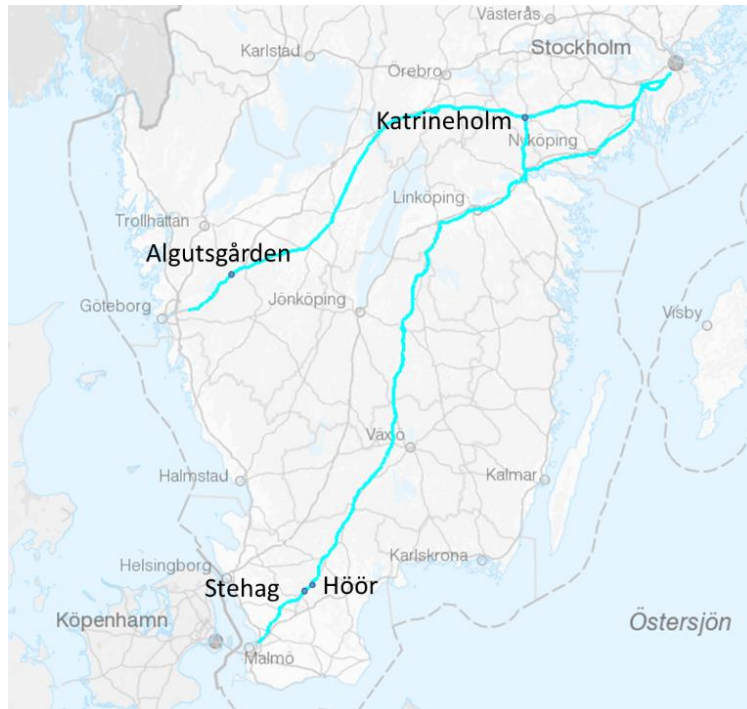 Västerås
Karlstad
Stockholm
Örebro
Katrineholm
Nyköping
Linköping
Trollhättan
Algutsgården
Göteborg
Jönköping
Visby
Växjö
Halmstad
Kalmar
Karlskrona
Helsingborg
Stehag
Höör
Köpenhamn
Östersjön
Malmö